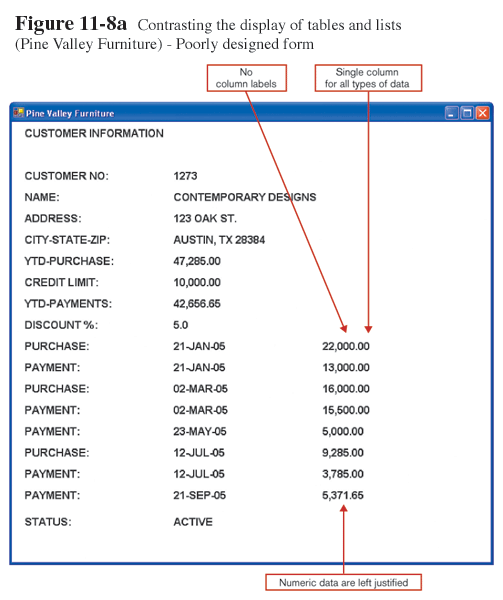 Figure 11-8a Contrasting the display of tables and lists
(Pine Valley Furniture) - Poorly designed form
No
column labels
Single column
for all types of data
Pine Valley Furniture
CUSTOMER INFORMATION
CUSTOMER NO: 1273
NAME: CONTEMPORARY DESIGNS
ADDRESS: 123 OAK ST.
CITY-STATE-ZIP: AUSTIN, TX 28384
YTD-PURCHASE: 47,285.00
CREDIT LIMIT: 10,000.00
YTD-PAYMENTS: 42,656.65
DISCOUNT %: 5.0
PURCHASE: 21-JAN-05 22,000.00
PAYMENT: 21-JAN-05 13,000.00
PURCHASE: 02-MAR-05 16,000.00
PAYMENT: 02-MAR-05 15,500.00
PAYMENT: 23-MAY-05 5,000.00
PURCHASE: 12-JUL-05 9,285.00
PAYMENT: 12-JUL-05 3,785.00
PAYMENT: 21-SEP-05 5,371.65
STATUS: ACTIVE
Numeric data are left justified